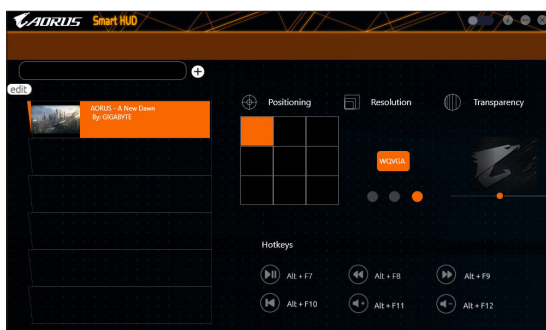 AORUS Smart HUD
edit
AORUS - A New Dawn
By: GIGABYTE
Positioning
Resolution
Transparency
WQVGA
Hotkeys
Alt + F7
Alt + F8
Alt + F9
Alt + F10
Alt + F11
Alt + F12